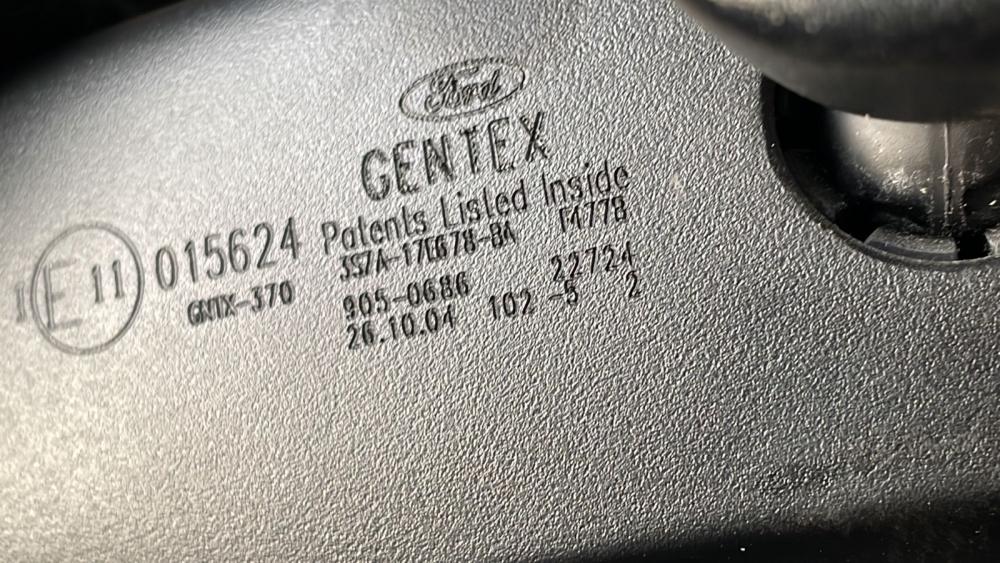 Ford
GENTEX
Patents Listed Inside
I E 11 015624
3S7A-17E678-BA F4778
GNTX-370
905-0686 22724
26.10.04 102 -5 2